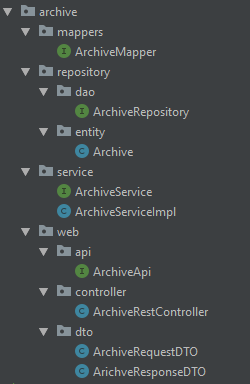 archive
mappers
I ArchiveMapper
repository
dao
I ArchiveRepository
entity
C Archive
service
I ArchiveService
C ArchiveServiceImpl
web
api
I ArchiveApi
controller
C ArchiveRestController
dto
C ArchiveRequestDTO
C ArichveResponseDTO